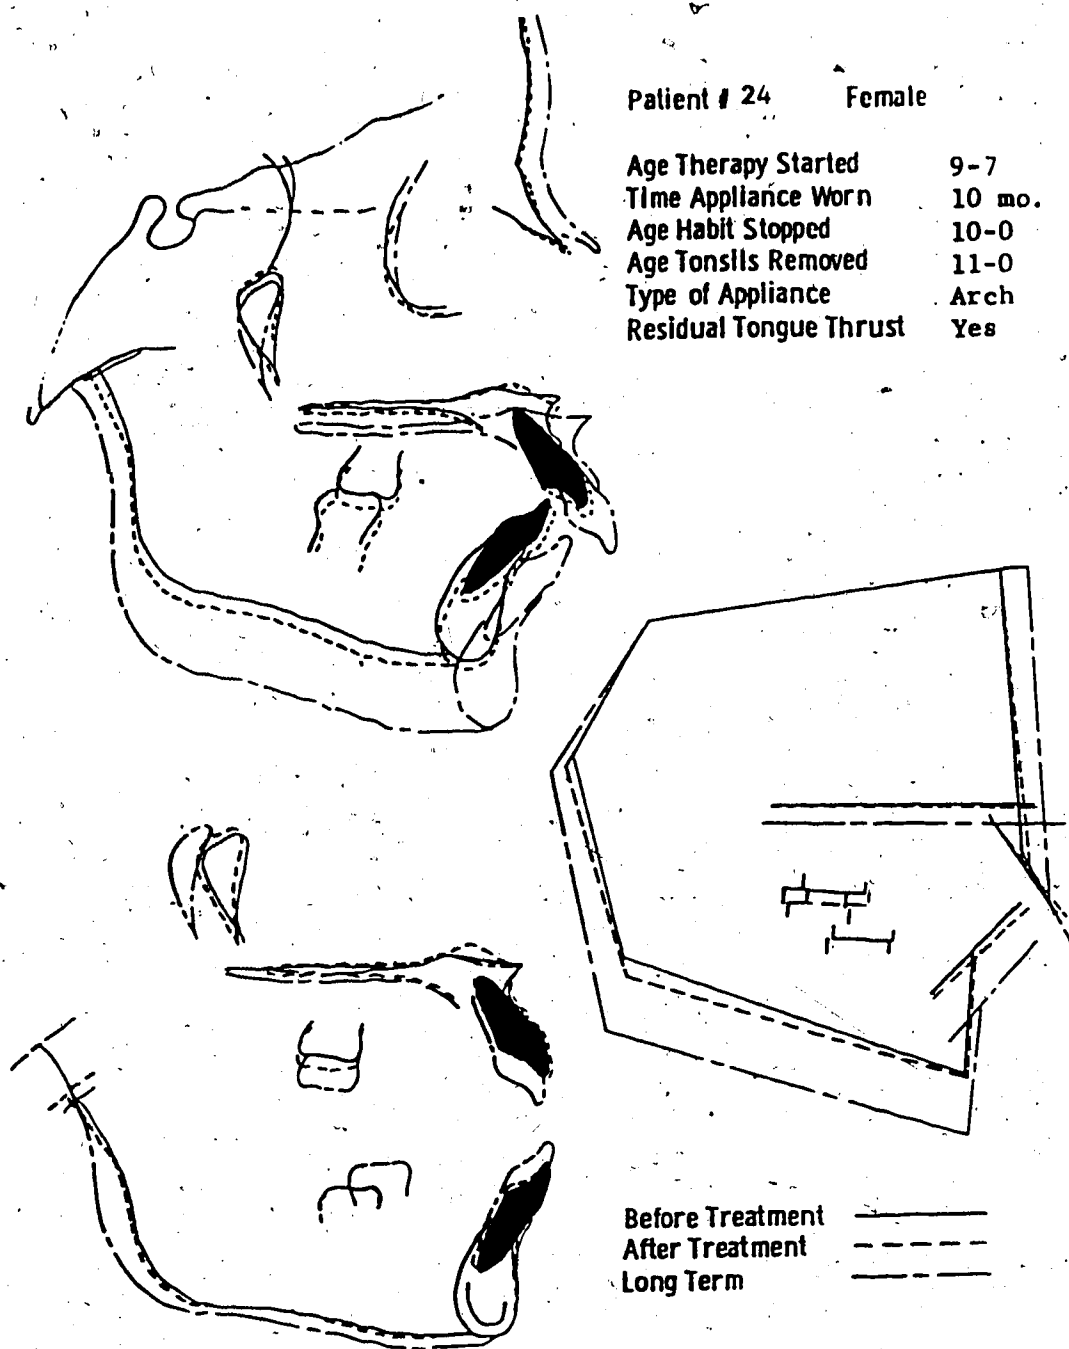 Patient # 24 Female
Age Therapy Started 9-7
Time Appliance Worn 10 mo.
Age Habit Stopped 10-0
Age Tonsils Removed 11-0
Type of Appliance Arch
Residual Tongue Thrust Yes
Before Treatment
After Treatment
Long Term